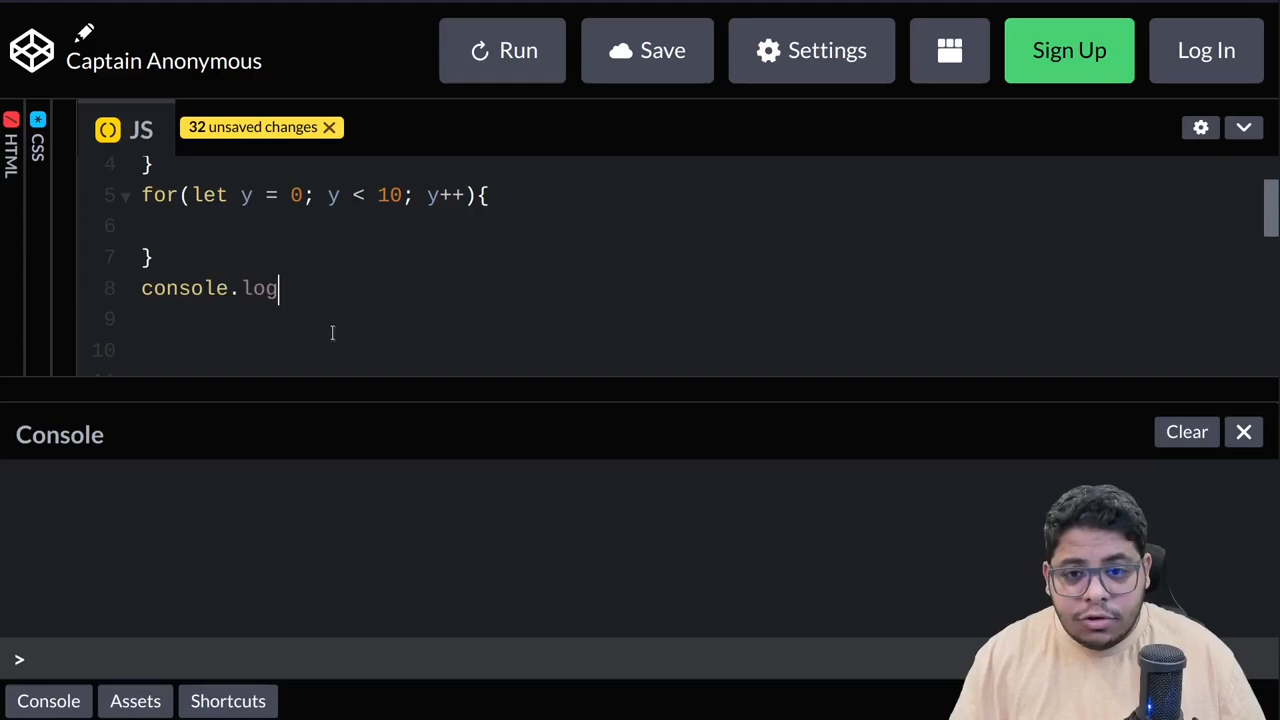 Captain Anonymous
Run
Save
Settings
Sign Up
Log In
HTML
CSS
JS
32 unsaved changes
4 }
5 for(let y = 0; y < 10; y++){
6
7 }
8 console.log
9
10
Console
Clear
>
Console
Assets
Shortcuts